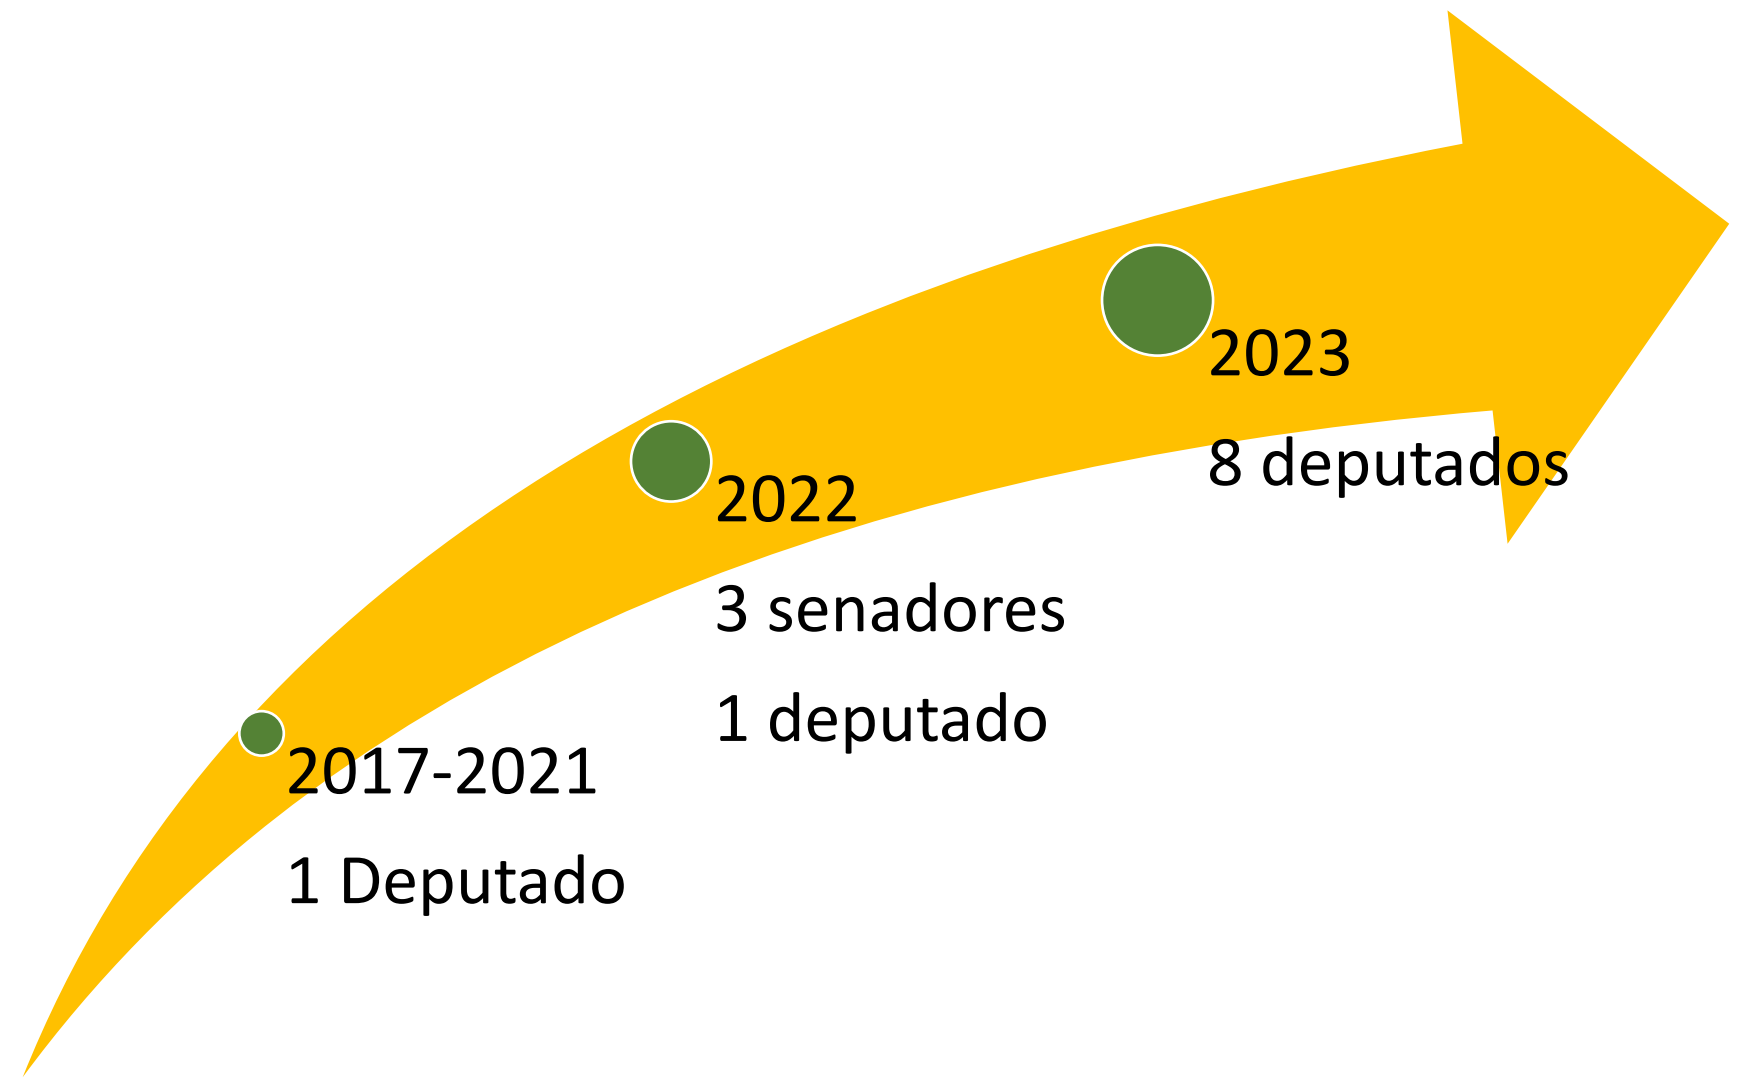 2017-2021
1 Deputado
2022
3 senadores
1 deputado
2023
8 deputados